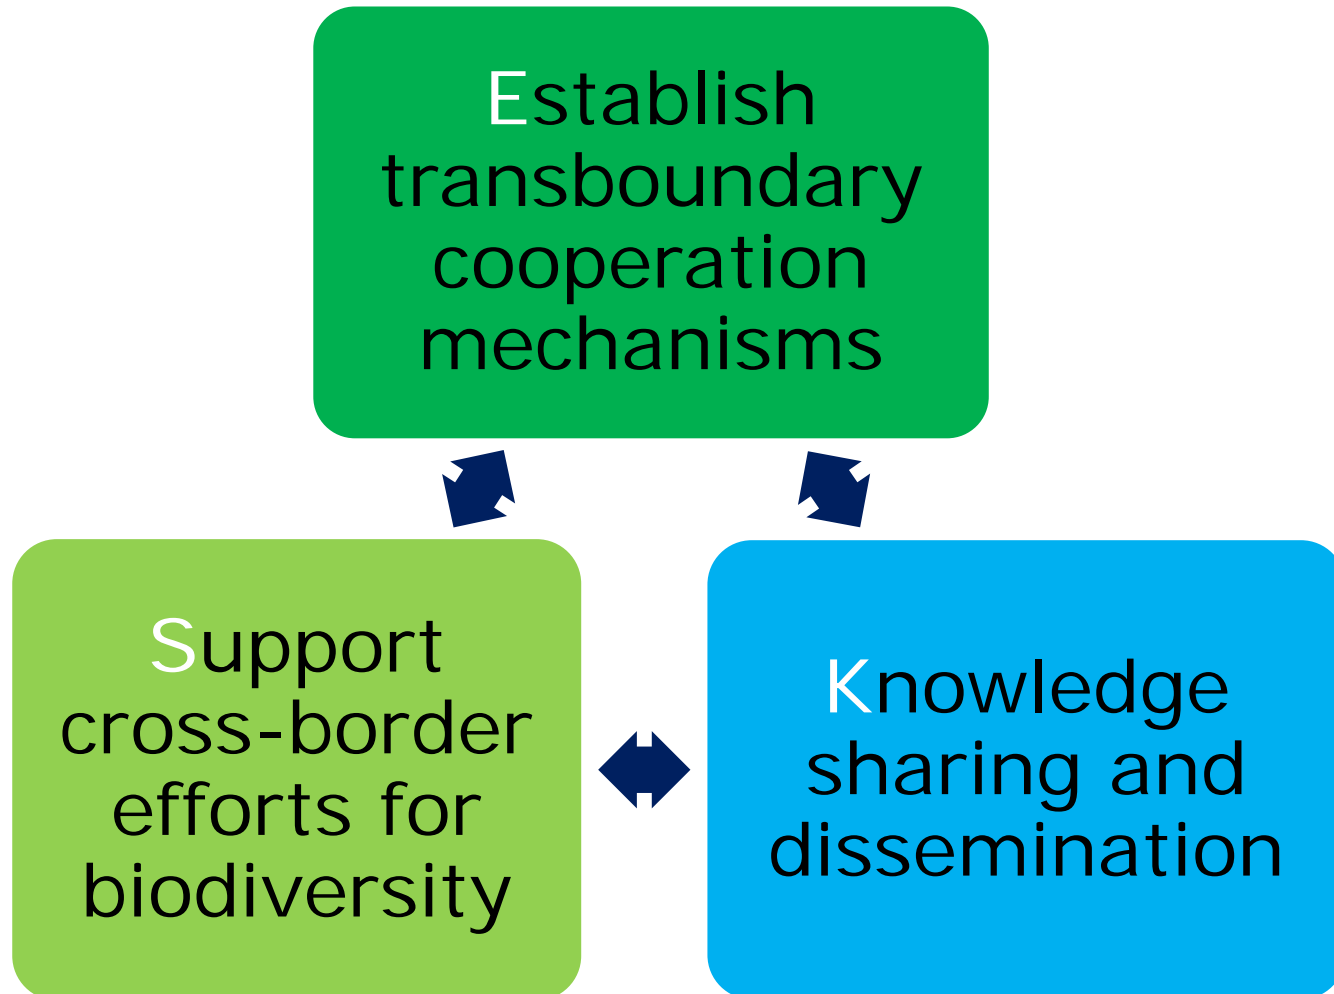 Establish
transboundary
cooperation
mechanisms
Support
cross-border
efforts for
biodiversity
Knowledge
sharing and
dissemination